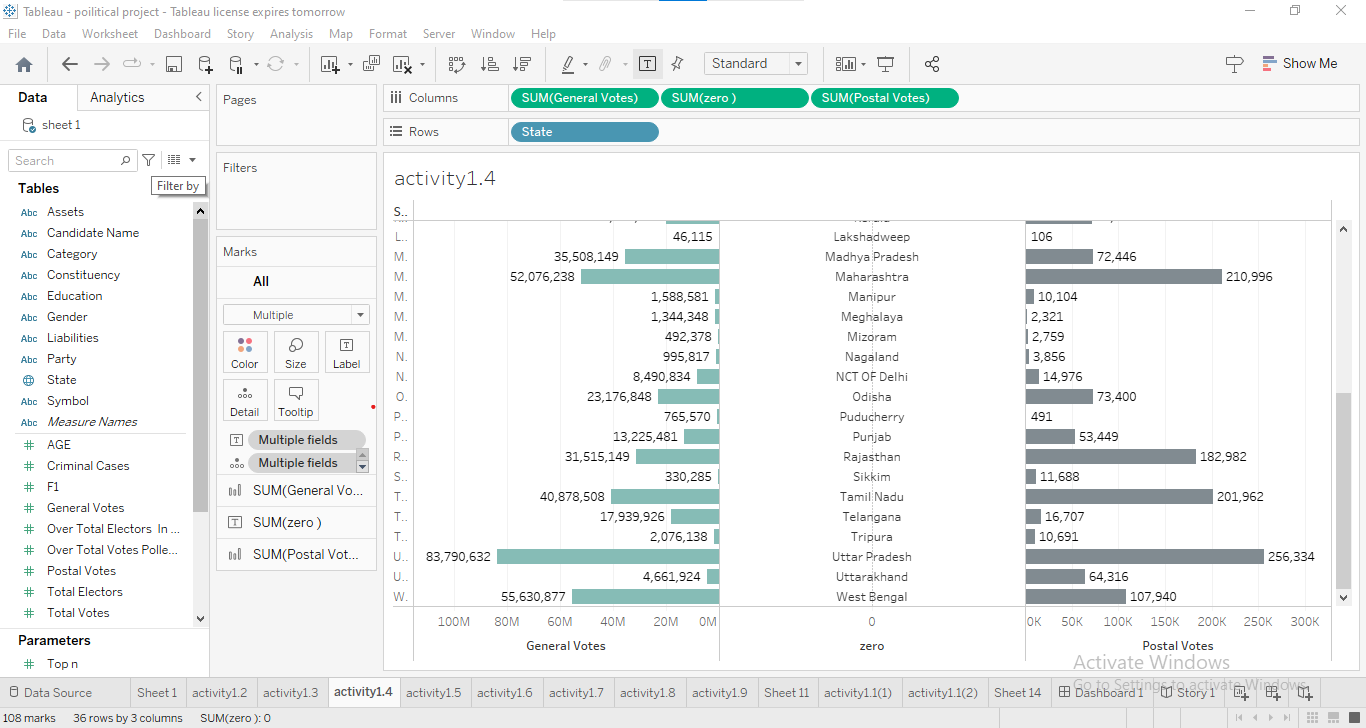 Tableau - poilitical project - Tableau license expires tomorrow
File Data Worksheet Dashboard Story Analysis Map Format Server Window Help
Standard
Show Me
Data Analytics
sheet 1
Search
Filter by
Tables
Abc Assets
Abc Candidate Name
Abc Category
Abc Constituency
Abc Education
Abc Gender
Abc Liabilities
Abc Party
State
Abc Symbol
Abc Measure Names
# AGE
# Criminal Cases
# F1
# General Votes
# Over Total Electors In ...
# Over Total Votes Polle...
# Postal Votes
# Total Electors
# Total Votes
Parameters
# Top n
Pages
Filters
Marks
All
Multiple
Color Size Label
Detail Tooltip
Multiple fields
Multiple fields
SUM(General Vo...
SUM(zero )
SUM(Postal Vot...
Columns SUM(General Votes) SUM(zero ) SUM(Postal Votes)
Rows State
activity1.4
S..
L.. 46,115 Lakshadweep 106
M. 35,508,149 Madhya Pradesh 72,446
M. 52,076,238 Maharashtra 210,996
M. 1,588,581 Manipur 10,104
M. 1,344,348 Meghalaya 2,321
M. 492,378 Mizoram 2,759
N. 995,817 Nagaland 3,856
N. 8,490,834 NCT OF Delhi 14,976
O. 23,176,848 Odisha 73,400
P.. 765,570 Puducherry 491
P.. 13,225,481 Punjab 53,449
R.. 31,515,149 Rajasthan 182,982
S.. 330,285 Sikkim 11,688
T.. 40,878,508 Tamil Nadu 201,962
T.. 17,939,926 Telangana 16,707
T.. 2,076,138 Tripura 10,691
U.. 83,790,632 Uttar Pradesh 256,334
U.. 4,661,924 Uttarakhand 64,316
W. 55,630,877 West Bengal 107,940
100M 80M 60M 40M 20M 0M 0 0K 50K 100K 150K 200K 250K 300K
General Votes zero Postal Votes
Activate Windows
Go to Settings to activate Windows.
Data Source Sheet 1 activity1.2 activity1.3 activity1.4 activity1.5 activity1.6 activity1.7 activity1.8 activity1.9 Sheet 11 activity1.1(1) activity1.1(2) Sheet 14 Dashboard 1 Story 1
108 marks 36 rows by 3 columns SUM(zero ): 0